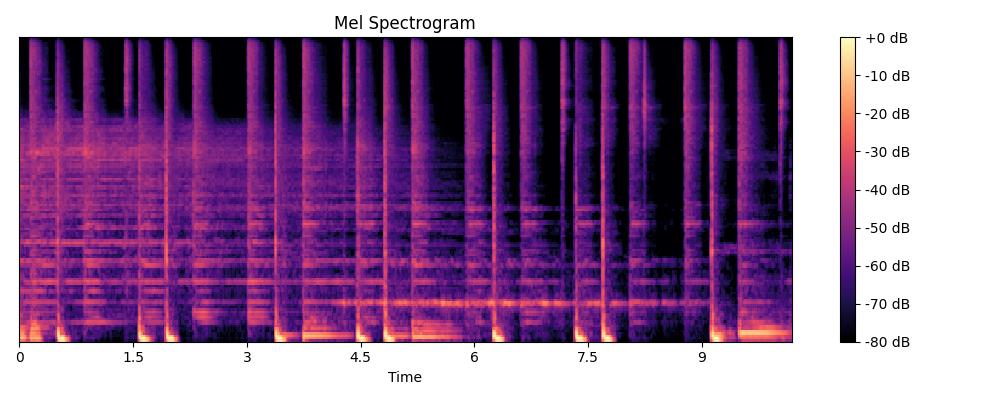 Mel Spectrogram
+0 dB
-10 dB
-20 dB
-30 dB
-40 dB
-50 dB
-60 dB
-70 dB
-80 dB
0 1.5 3 4.5 6 7.5 9
Time